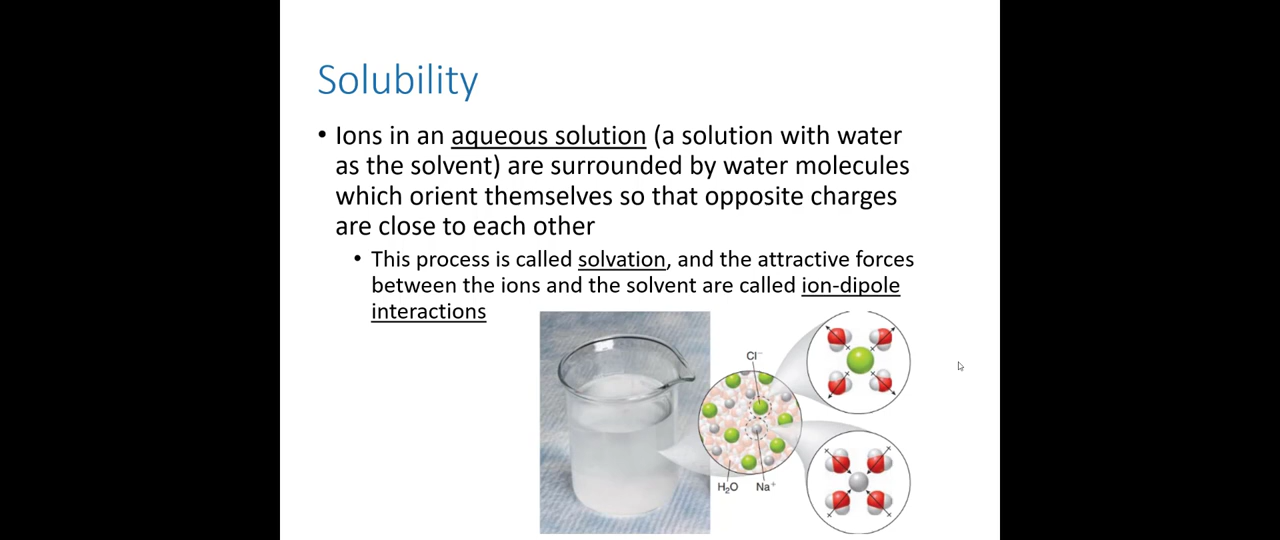 Solubility
• Ions in an aqueous solution (a solution with water
as the solvent) are surrounded by water molecules
which orient themselves so that opposite charges
are close to each other
• This process is called solvation, and the attractive forces
between the ions and the solvent are called ion-dipole
interactions
Cl⁻
H₂O
Na⁺